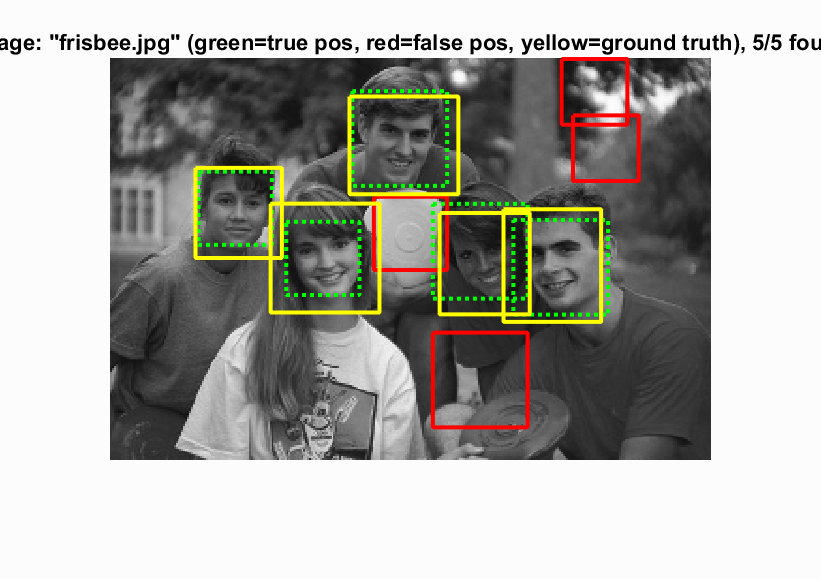 age: "frisbee.jpg" (green=true pos, red=false pos, yellow=ground truth), 5/5 fou